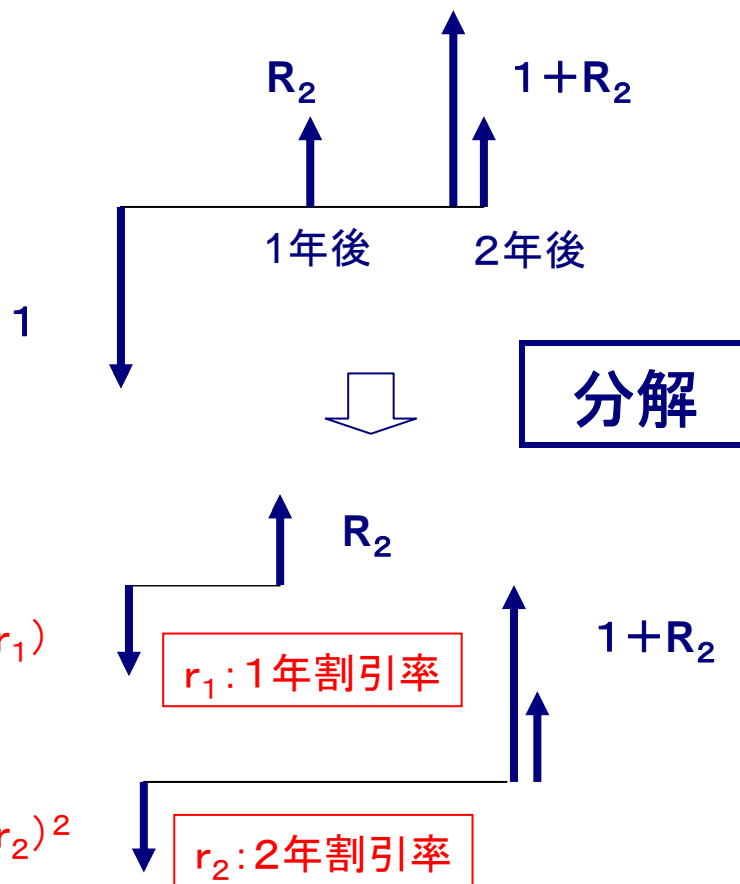 R₂
1+R₂
1年後
2年後
1
分解
R₂
r₁)
r₁:1年割引率
1+R₂
r₂)²
r₂:2年割引率